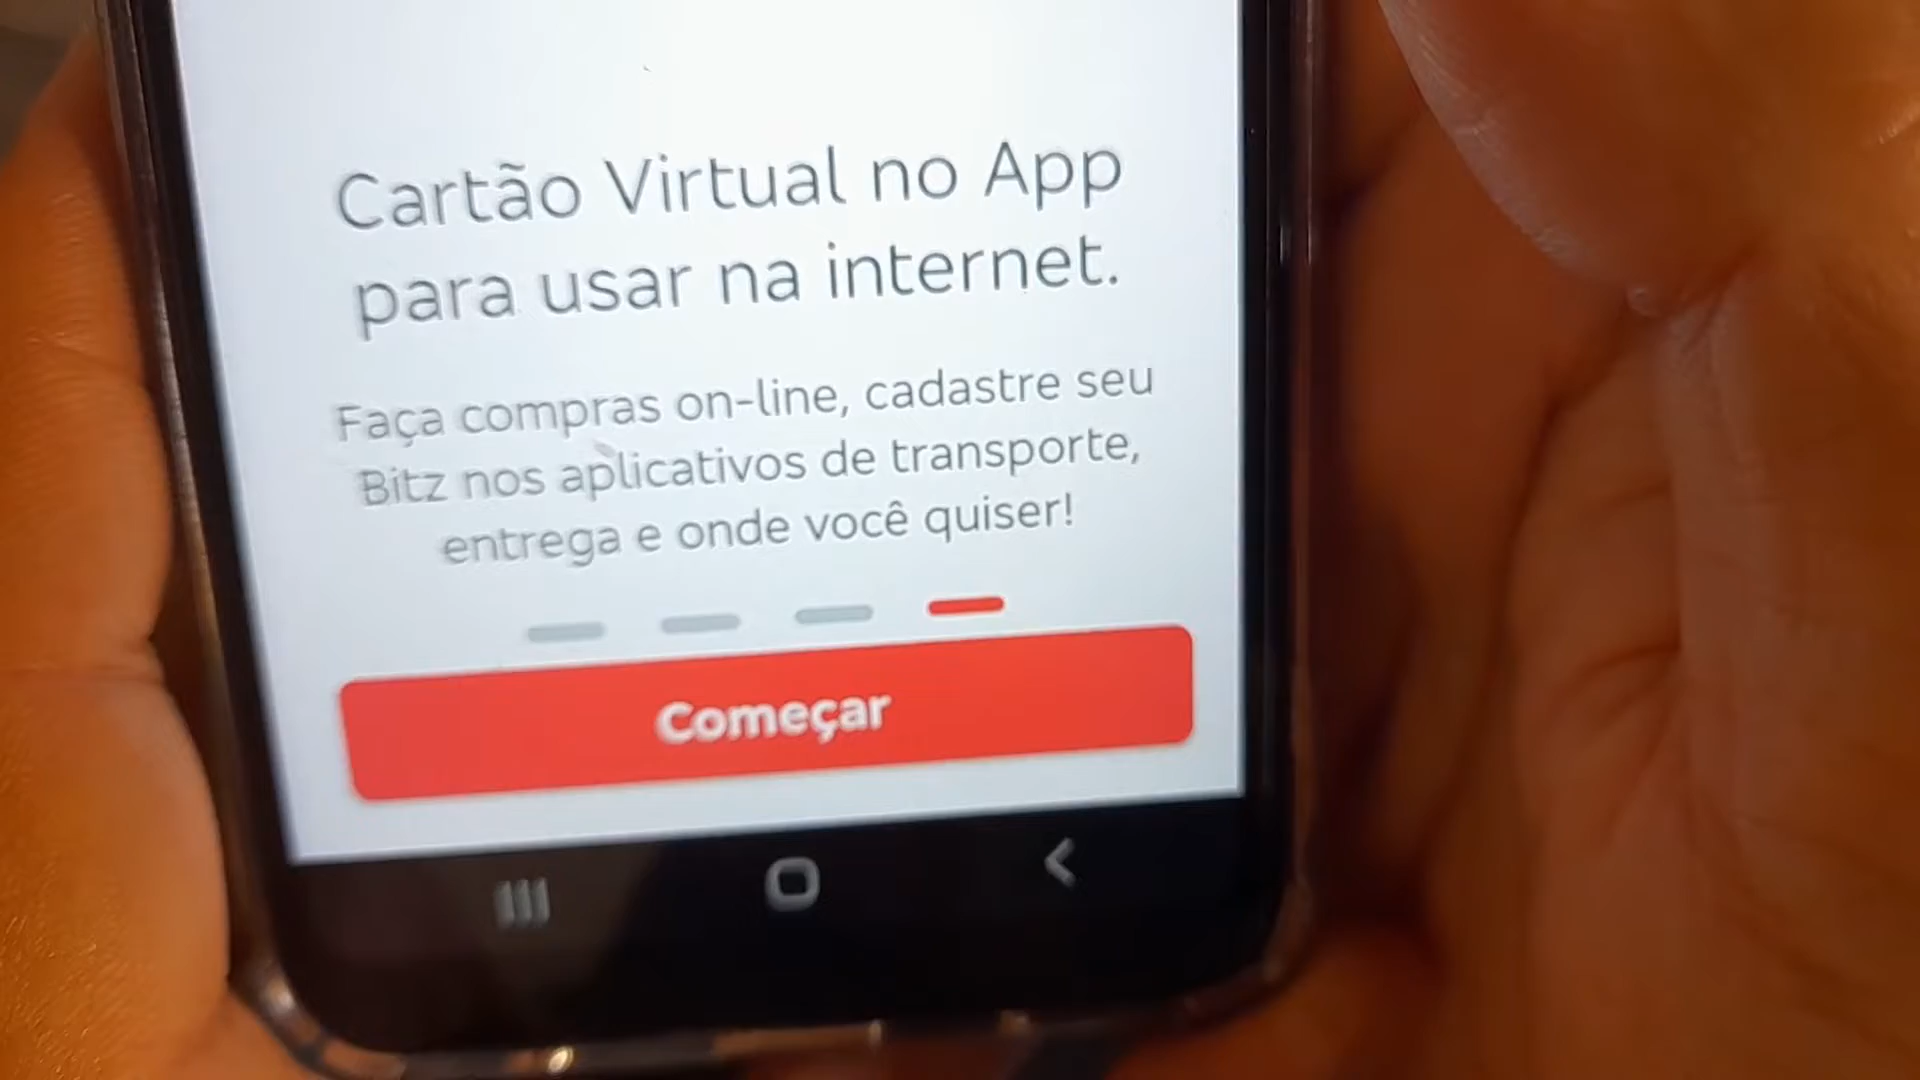 Cartão Virtual no App
para usar na internet.
Faça compras on-line, cadastre seu
Bitz nos aplicativos de transporte,
entrega e onde você quiser!
Começar